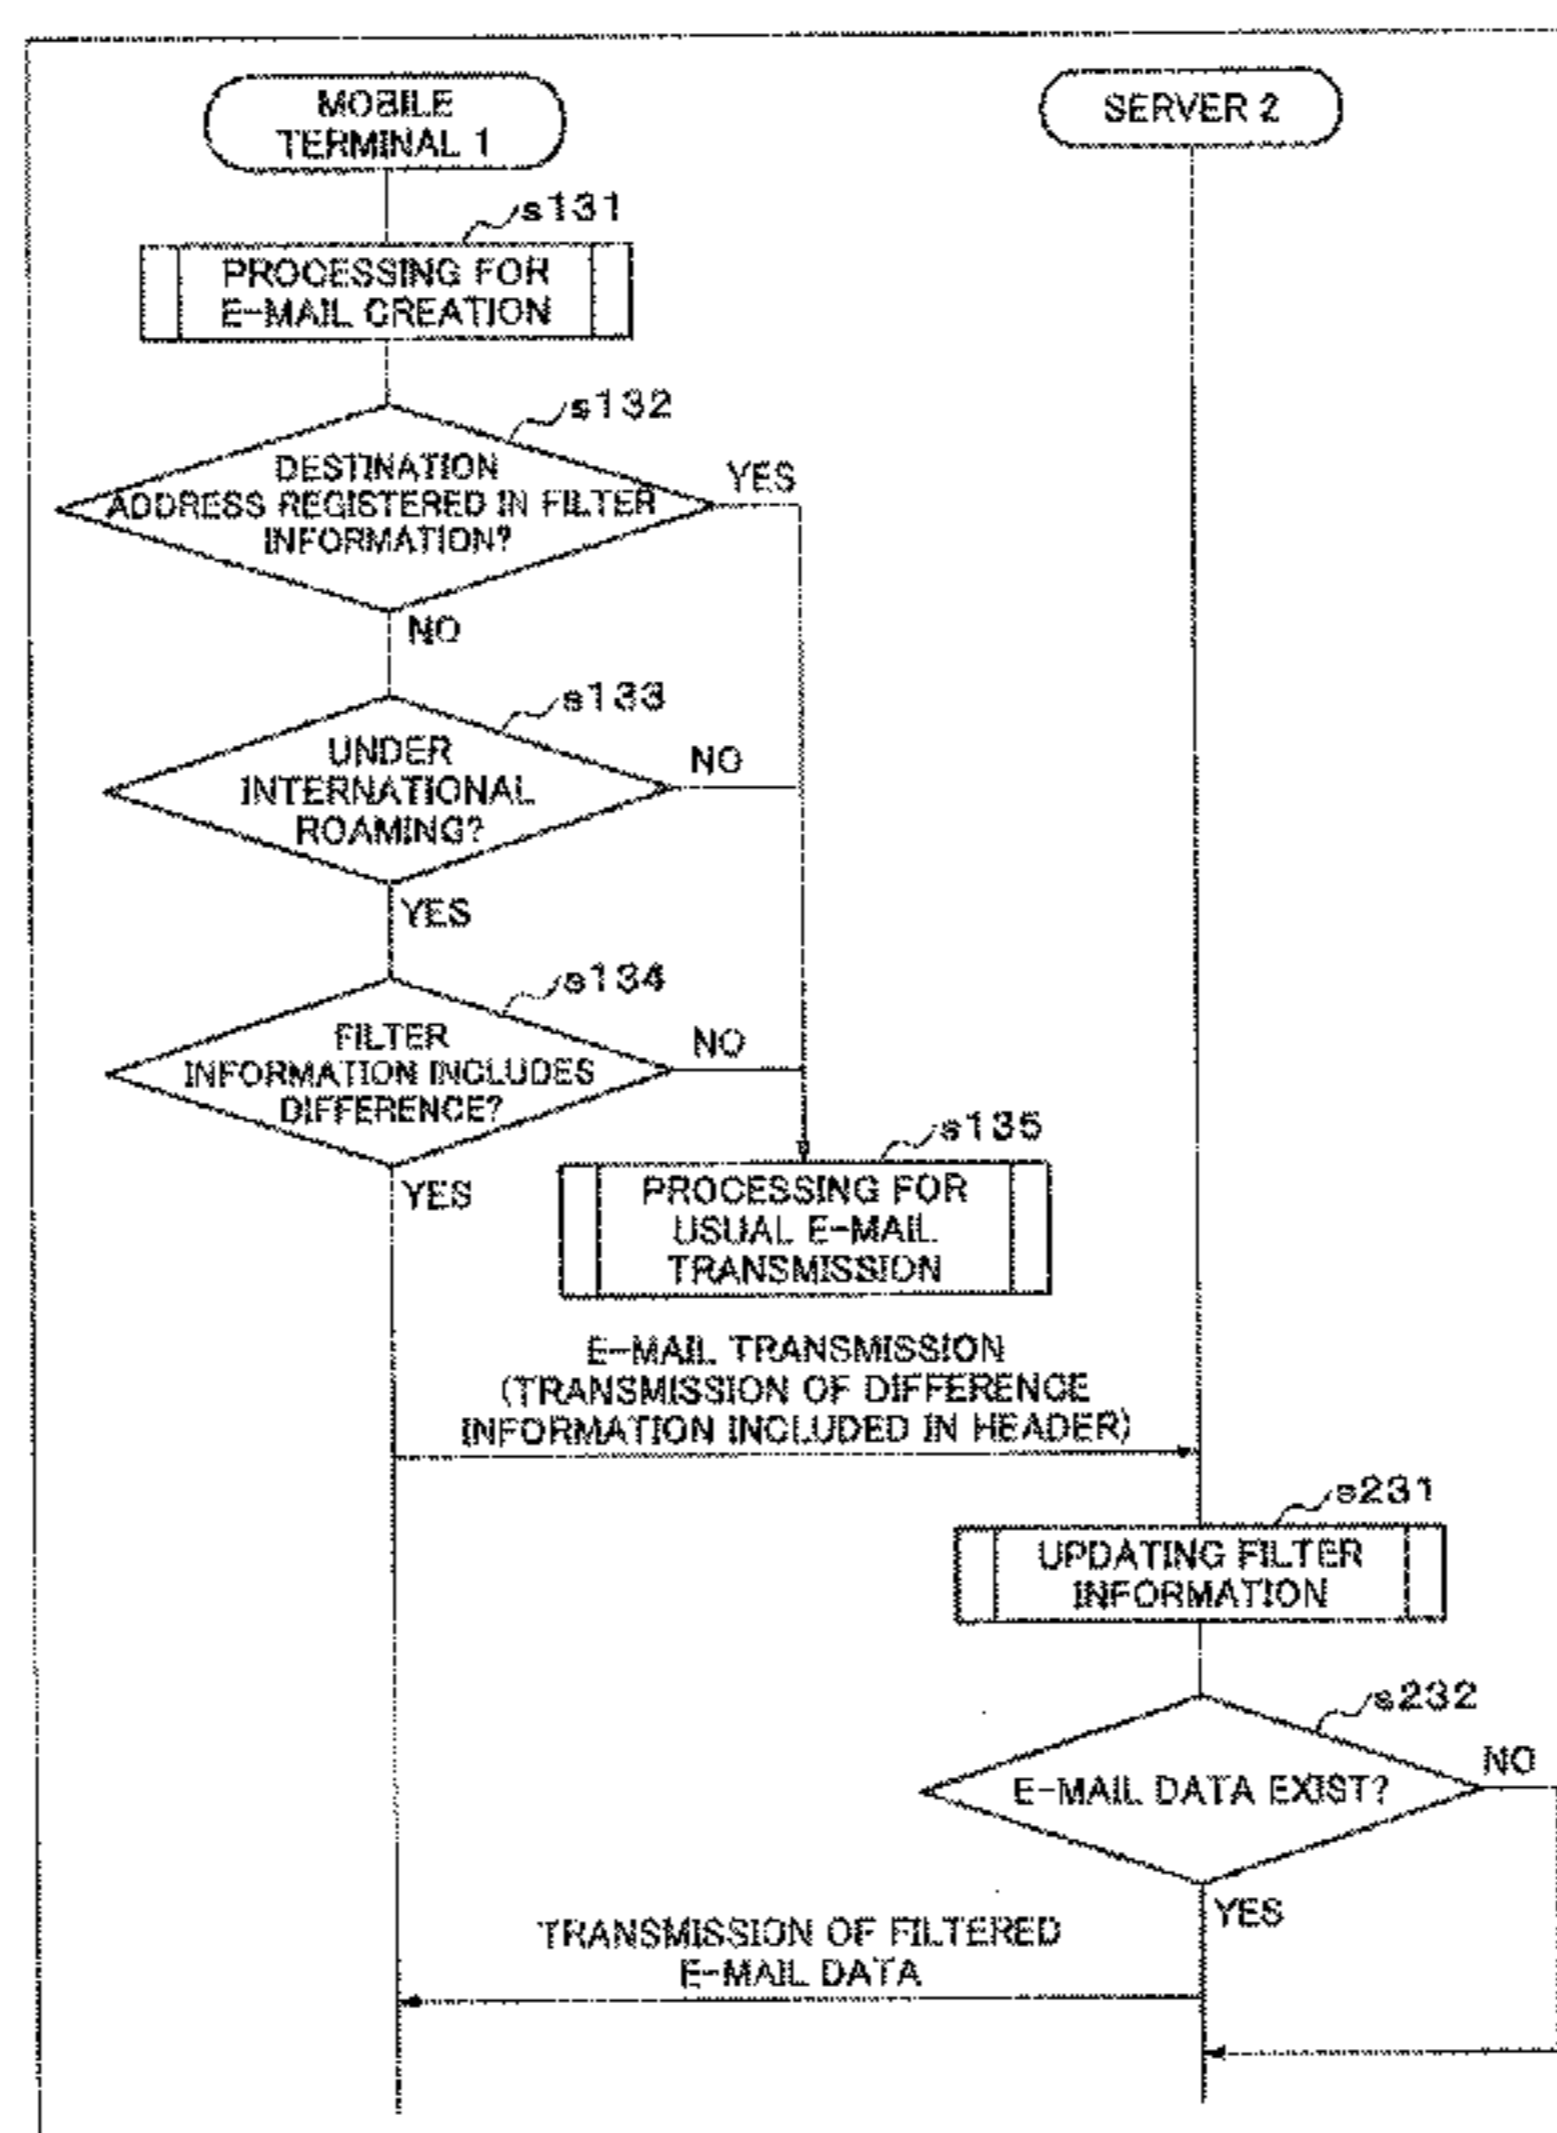 MOBILE
TERMINAL 1
SERVER 2
s131
PROCESSING FOR
E-MAIL CREATION
s132
DESTINATION
ADDRESS REGISTERED IN FILTER
INFORMATION?
YES
NO
s133
UNDER
INTERNATIONAL
ROAMING?
NO
YES
s134
FILTER
INFORMATION INCLUDES
DIFFERENCE?
NO
YES
s135
PROCESSING FOR
USUAL E-MAIL
TRANSMISSION
E-MAIL TRANSMISSION
(TRANSMISSION OF DIFFERENCE
INFORMATION INCLUDED IN HEADER)
s231
UPDATING FILTER
INFORMATION
s232
E-MAIL DATA EXIST?
NO
YES
TRANSMISSION OF FILTERED
E-MAIL DATA